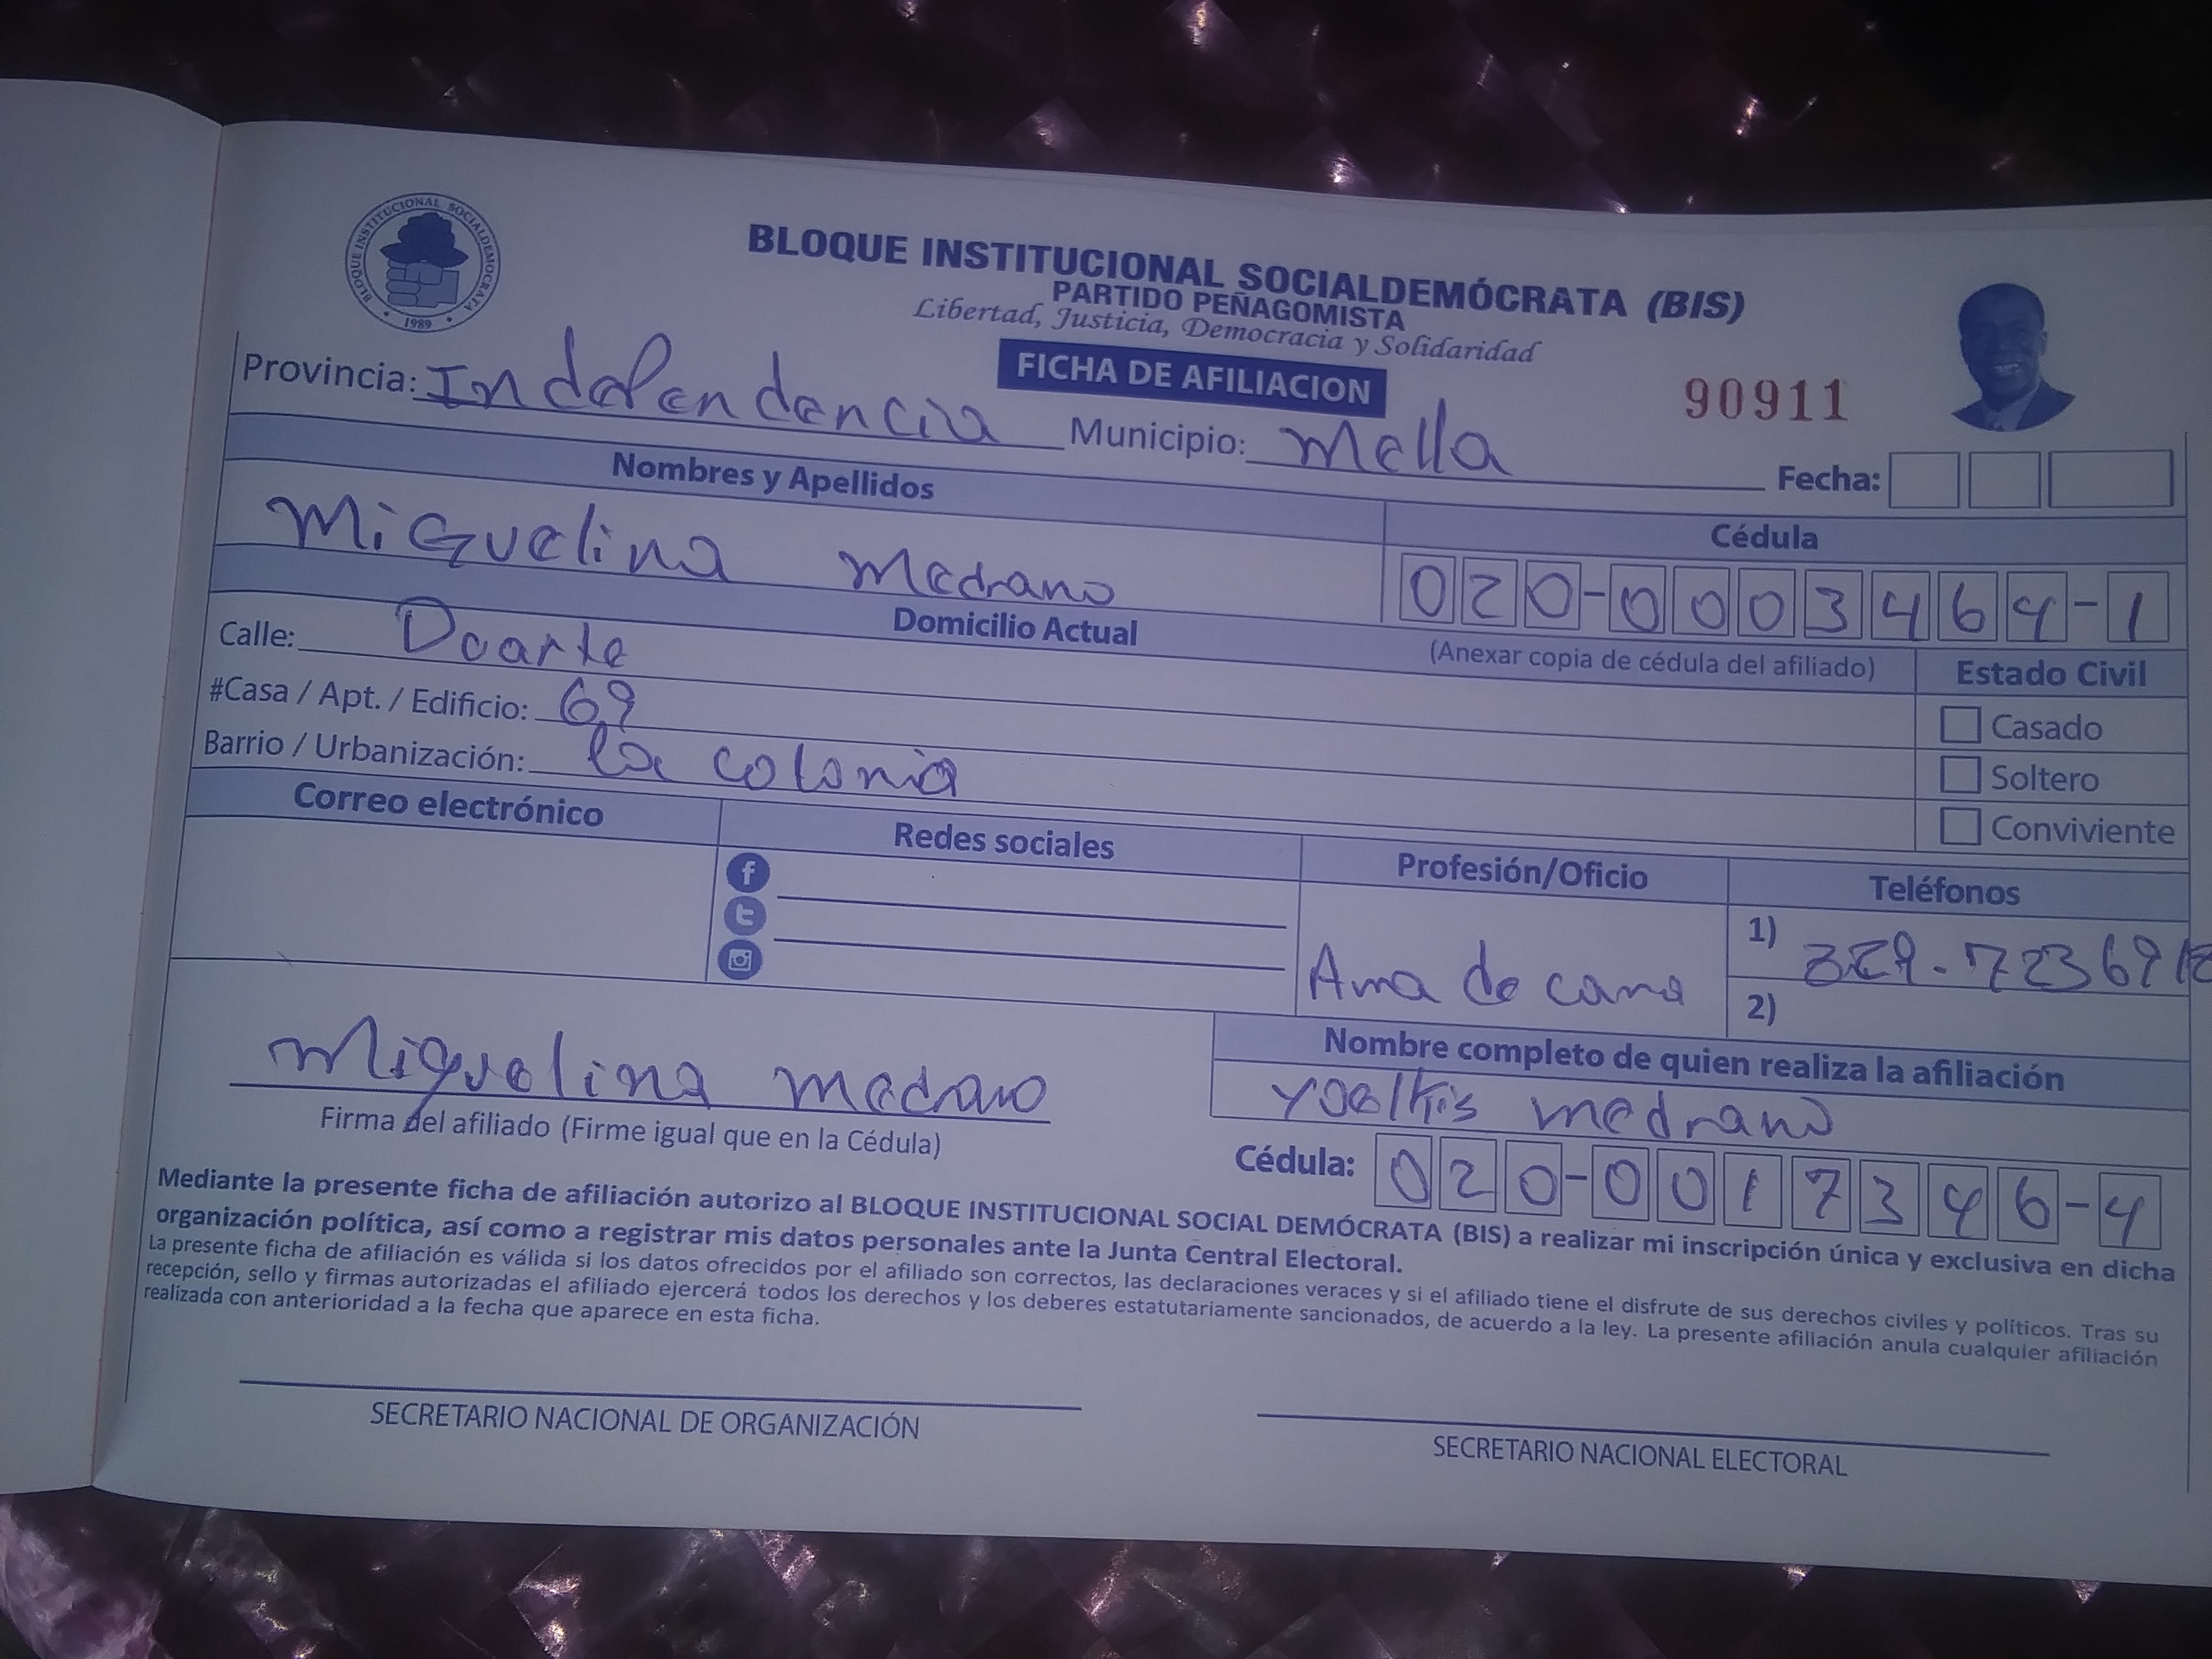 BLOQUE INSTITUCIONAL SOCIALDEMÓCRATA
1989
BLOQUE INSTITUCIONAL SOCIALDEMÓCRATA (BIS)
PARTIDO PEÑAGOMISTA
Libertad, Justicia, Democracia y Solidaridad
FICHA DE AFILIACION
90911
Provincia: Independencia Municipio: Mella Fecha:
Nombres y Apellidos
Cédula
Miguelina Medrano
020-0003464-1
Domicilio Actual
(Anexar copia de cédula del afiliado)
Calle: Duarte
#Casa / Apt. / Edificio: 69
Barrio / Urbanización: la colonia
Estado Civil
Casado
Soltero
Conviviente
Correo electrónico
Redes sociales
Profesión/Oficio
Ama de
Teléfonos
1)
2)
Miguelina Medrano
Firma del afiliado (Firme igual que en la Cédula)
Nombre completo de quien realiza la afiliación
Yoelkis medrano
Cédula: 020-0017346-4
Mediante la presente ficha de afiliación autorizo al BLOQUE INSTITUCIONAL SOCIAL DEMÓCRATA (BIS) a realizar mi inscripción única y exclusiva en dicha
organización política, así como a registrar mis datos personales ante la Junta Central Electoral.
La presente ficha de afiliación es válida si los datos ofrecidos por el afiliado son correctos, las declaraciones veraces y si el afiliado tiene el disfrute de sus derechos civiles y políticos. Tras su
recepción, sello y firmas autorizadas el afiliado ejercerá todos los derechos y los deberes estatutariamente sancionados, de acuerdo a la ley. La presente afiliación anula cualquier afiliación
realizada con anterioridad a la fecha que aparece en esta ficha.
SECRETARIO NACIONAL DE ORGANIZACIÓN
SECRETARIO NACIONAL ELECTORAL